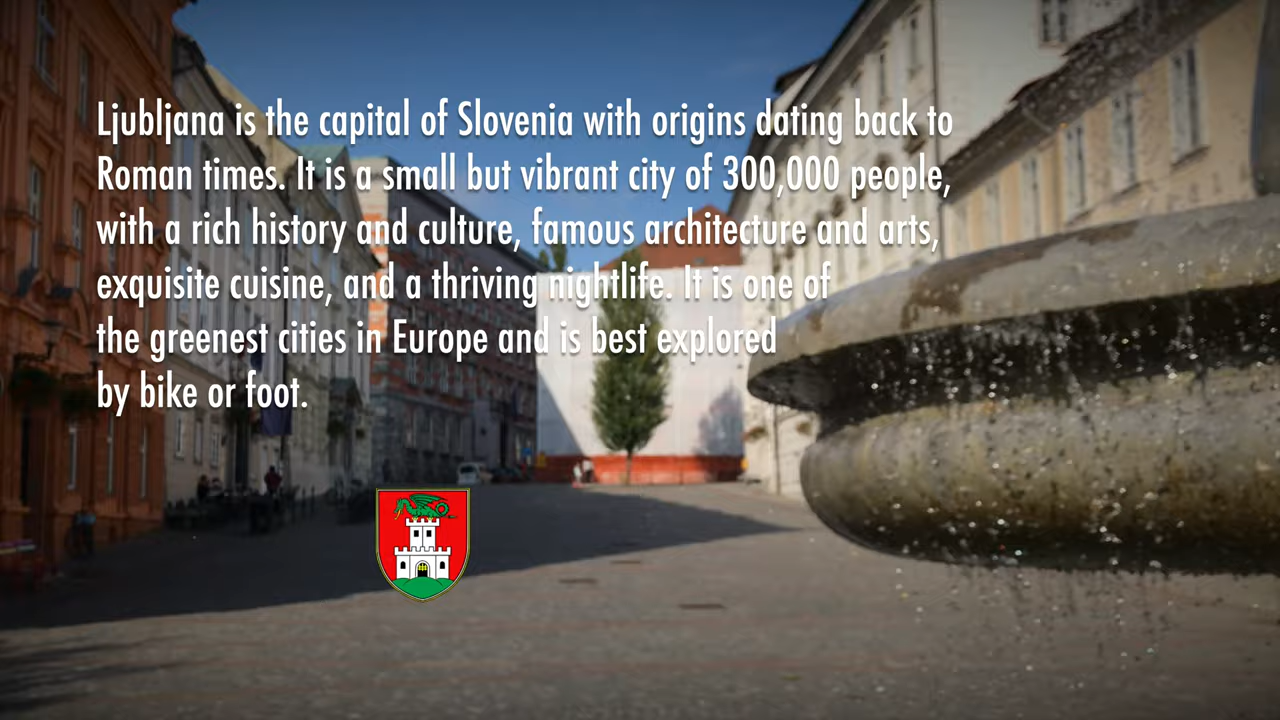 Ljubljana is the capital of Slovenia with origins dating back to
Roman times. It is a small but vibrant city of 300,000 people,
with a rich history and culture, famous architecture and arts,
exquisite cuisine, and a thriving nightlife. It is one of
the greenest cities in Europe and is best explored
by bike or foot.